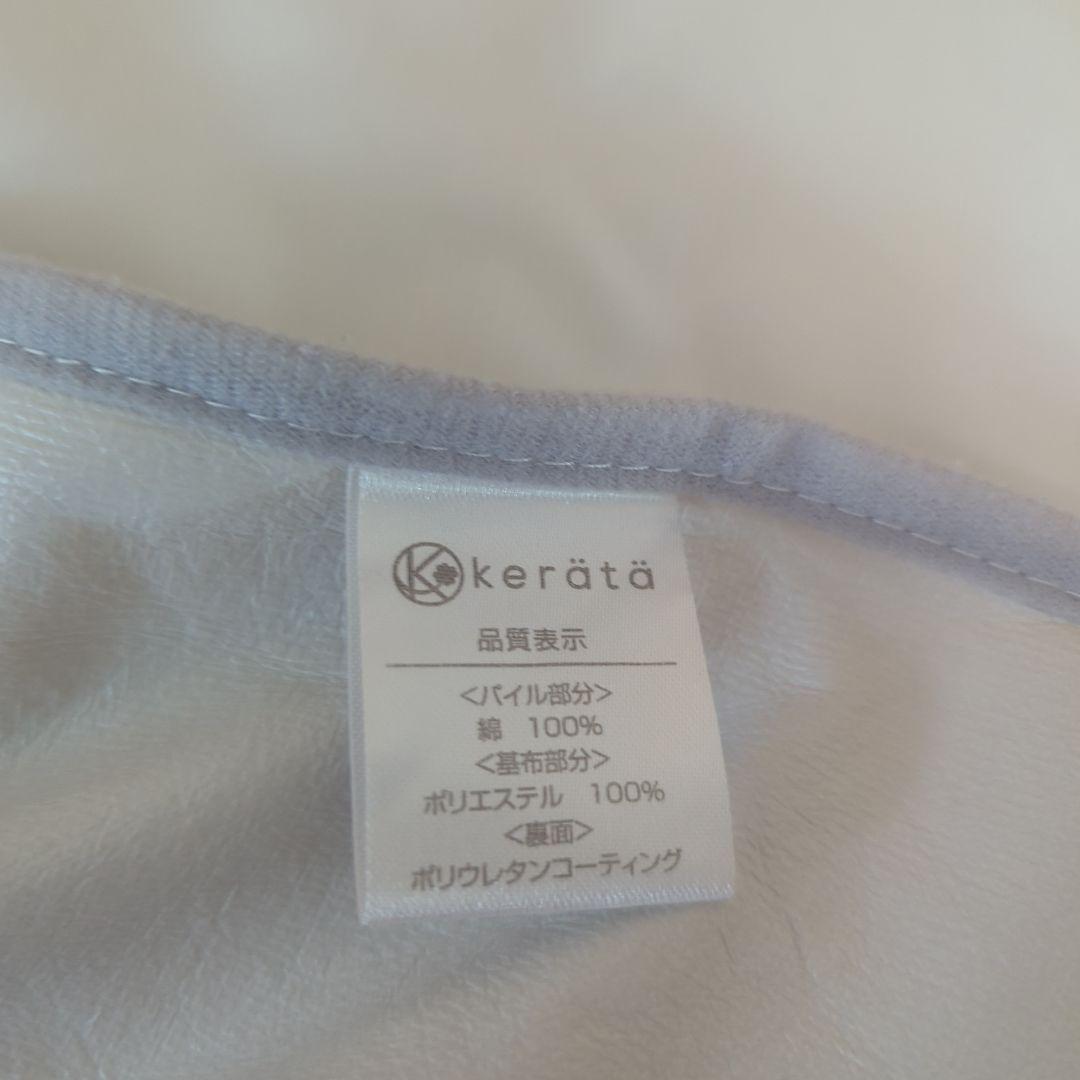 K kerätä
品質表示
<パイル部分>
綿 100%
<基布部分>
ポリエステル 100%
<裏面>
ポリウレタンコーティング